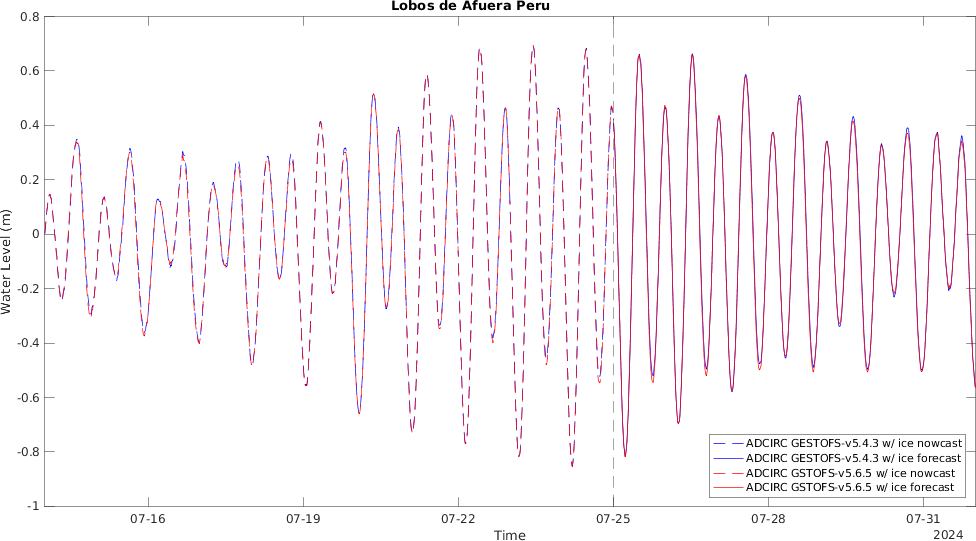 Lobos de Afuera Peru
0.8
0.6
0.4
0.2
0
-0.2
-0.4
-0.6
-0.8
-1
Water Level (m)
ADCIRC GESTOFS-v5.4.3 w/ ice nowcast
ADCIRC GESTOFS-v5.4.3 w/ ice forecast
ADCIRC GSTOFS-v5.6.5 w/ ice nowcast
ADCIRC GSTOFS-v5.6.5 w/ ice forecast
07-16 07-19 07-22 07-25 07-28 07-31
Time
2024